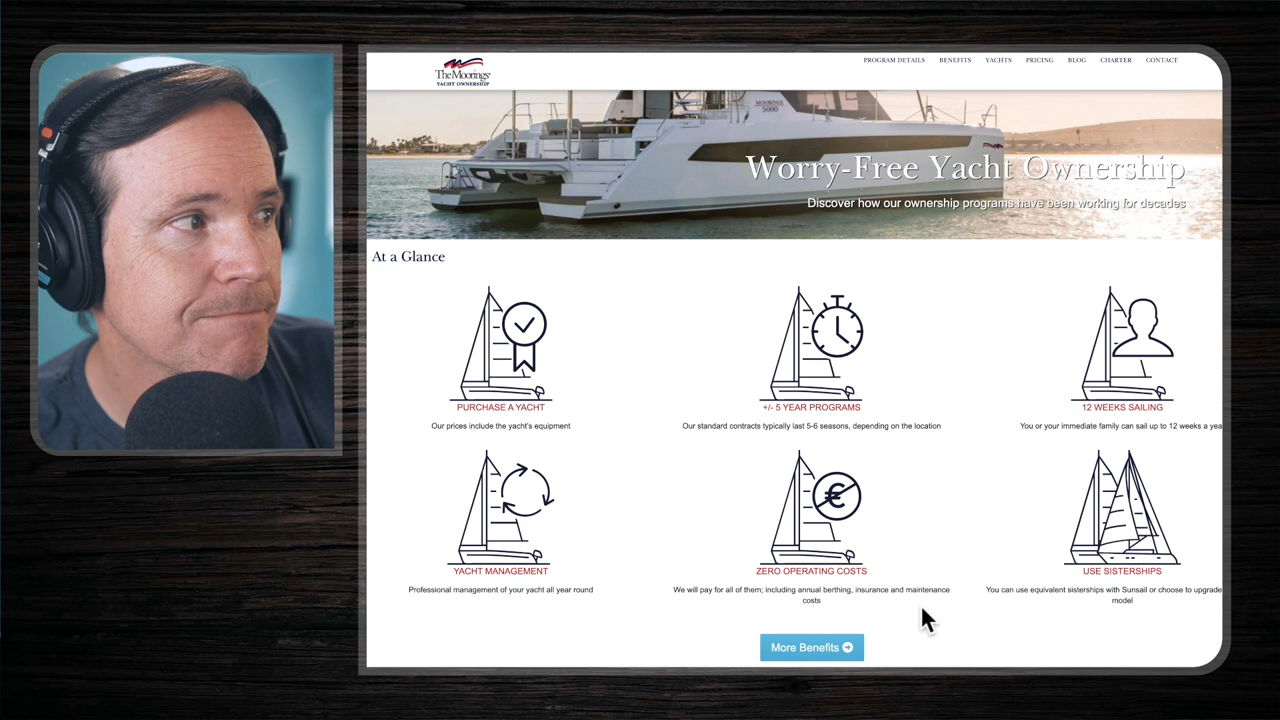 TheMoorings
YACHT OWNERSHIP
PROGRAM DETAILS BENEFITS YACHTS PRICING BLOG CHARTER CONTACT
MOORINGS
5000
Worry-Free Yacht Ownership
Discover how our ownership programs have been working for decades
At a Glance
PURCHASE A YACHT
Our prices include the yacht's equipment
+/- 5 YEAR PROGRAMS
Our standard contracts typically last 5-6 seasons, depending on the location
12 WEEKS SAILING
You or your immediate family can sail up to 12 weeks a yea
YACHT MANAGEMENT
Professional management of your yacht all year round
ZERO OPERATING COSTS
We will pay for all of them; including annual berthing, insurance and maintenance
costs
USE SISTERSHIPS
You can use equivalent sisterships with Sunsail or choose to upgrade
model
More Benefits